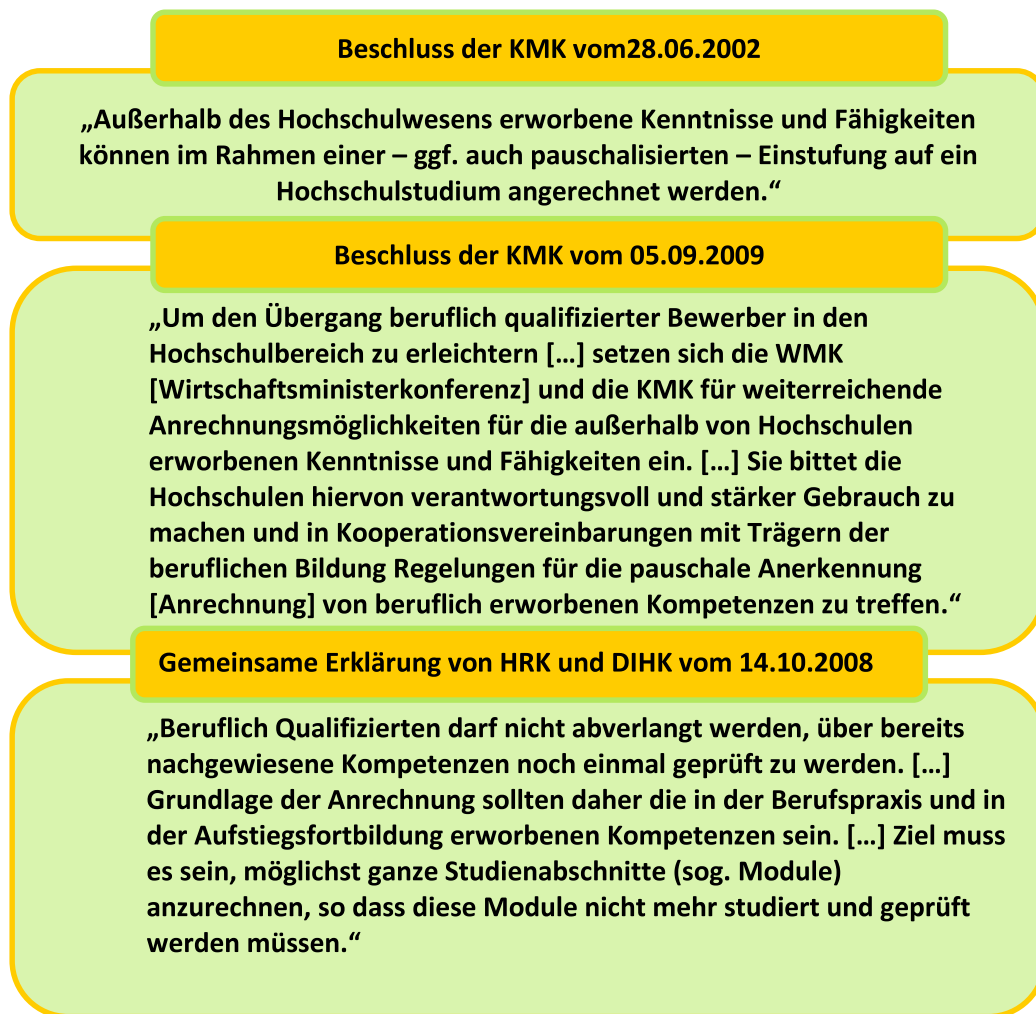 Beschluss der KMK vom28.06.2002
„Außerhalb des Hochschulwesens erworbene Kenntnisse und Fähigkeiten
können im Rahmen einer – ggf. auch pauschalisierten – Einstufung auf ein
Hochschulstudium angerechnet werden.“
Beschluss der KMK vom 05.09.2009
„Um den Übergang beruflich qualifizierter Bewerber in den
Hochschulbereich zu erleichtern […] setzen sich die WMK
[Wirtschaftsministerkonferenz] und die KMK für weiterreichende
Anrechnungsmöglichkeiten für die außerhalb von Hochschulen
erworbenen Kenntnisse und Fähigkeiten ein. […] Sie bittet die
Hochschulen hiervon verantwortungsvoll und stärker Gebrauch zu
machen und in Kooperationsvereinbarungen mit Trägern der
beruflichen Bildung Regelungen für die pauschale Anerkennung
[Anrechnung] von beruflich erworbenen Kompetenzen zu treffen.“
Gemeinsame Erklärung von HRK und DIHK vom 14.10.2008
„Beruflich Qualifizierten darf nicht abverlangt werden, über bereits
nachgewiesene Kompetenzen noch einmal geprüft zu werden. […]
Grundlage der Anrechnung sollten daher die in der Berufspraxis und in
der Aufstiegsfortbildung erworbenen Kompetenzen sein. […] Ziel muss
es sein, möglichst ganze Studienabschnitte (sog. Module)
anzurechnen, so dass diese Module nicht mehr studiert und geprüft
werden müssen.“